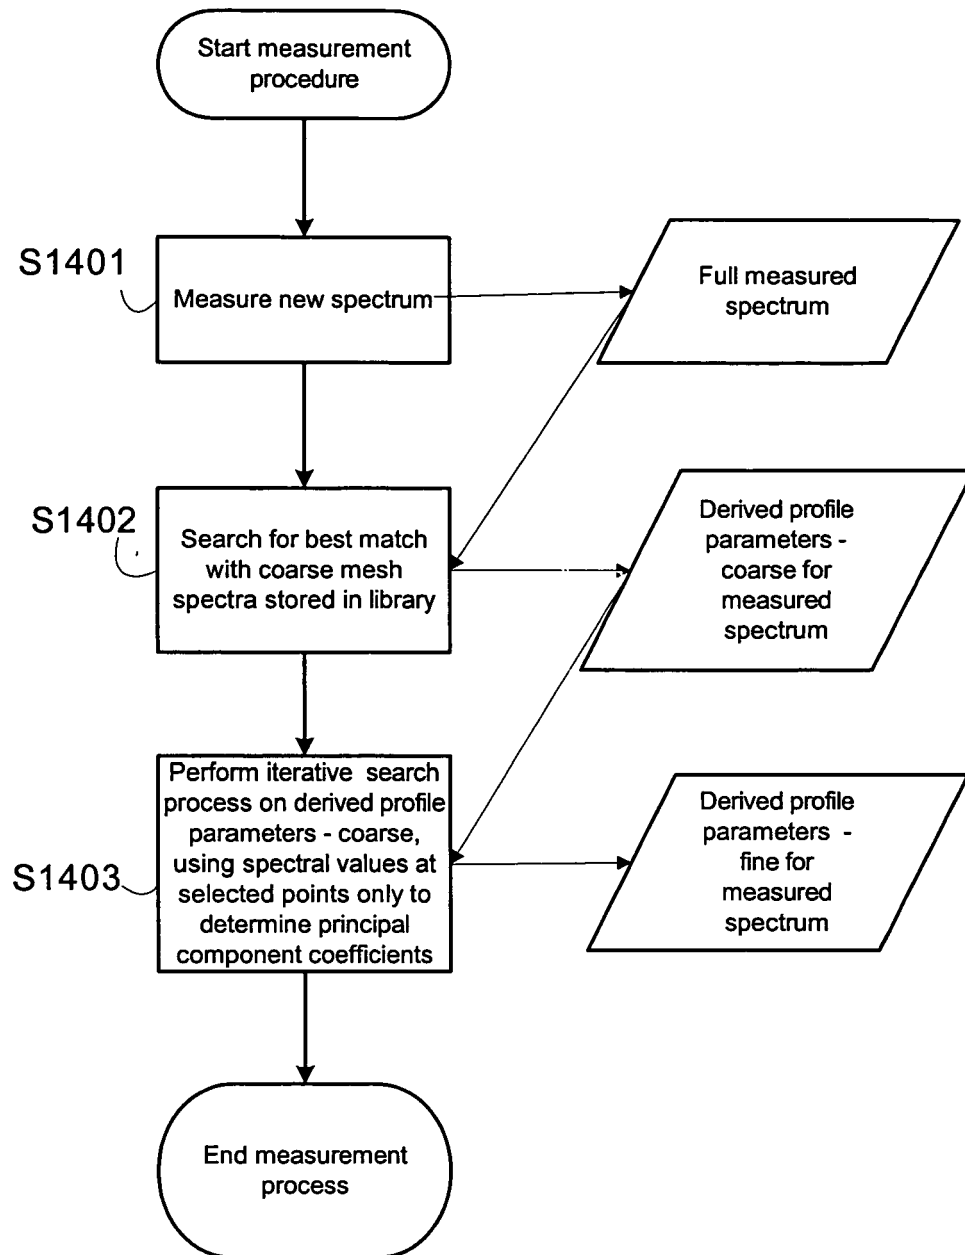 Start measurement
procedure
S1401
Measure new spectrum
Full measured
spectrum
S1402
Search for best match
with coarse mesh
spectra stored in library
Derived profile
parameters -
coarse for
measured
spectrum
S1403
Perform iterative search
process on derived profile
parameters - coarse,
using spectral values at
selected points only to
determine principal
component coefficients
Derived profile
parameters -
fine for
measured
spectrum
End measurement
process